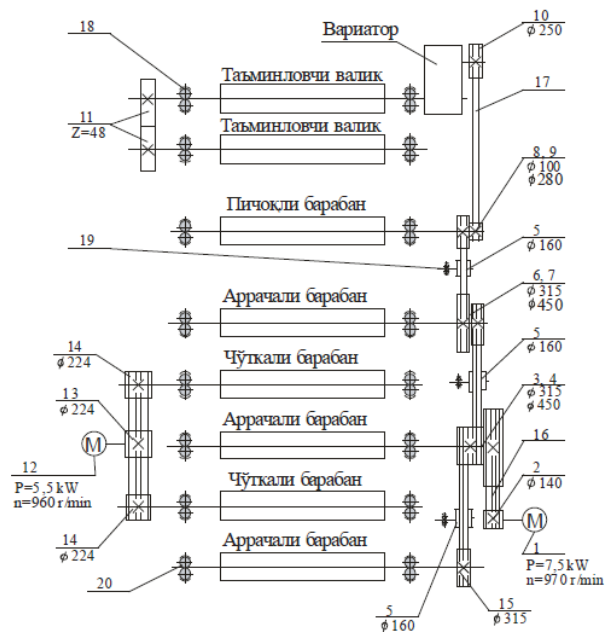 18
Вариатор
10
ϕ 250
Таъминловчи валик
11
Z=48
17
Таъминловчи валик
8, 9
ϕ 100
ϕ 280
Пичоқли барабан
19
5
ϕ 160
6, 7
ϕ 315
ϕ 450
Аррачали барабан
14
ϕ 224
Чўткали барабан
5
ϕ 160
13
ϕ 224
3, 4
ϕ 315
ϕ 450
Аррачали барабан
16
M
12
P=5,5 kW
n=960 r/min
2
ϕ 140
Чўткали барабан
M
14
ϕ 224
1
P=7,5 kW
n=970 r/min
Аррачали барабан
20
5
ϕ 160
15
ϕ 315